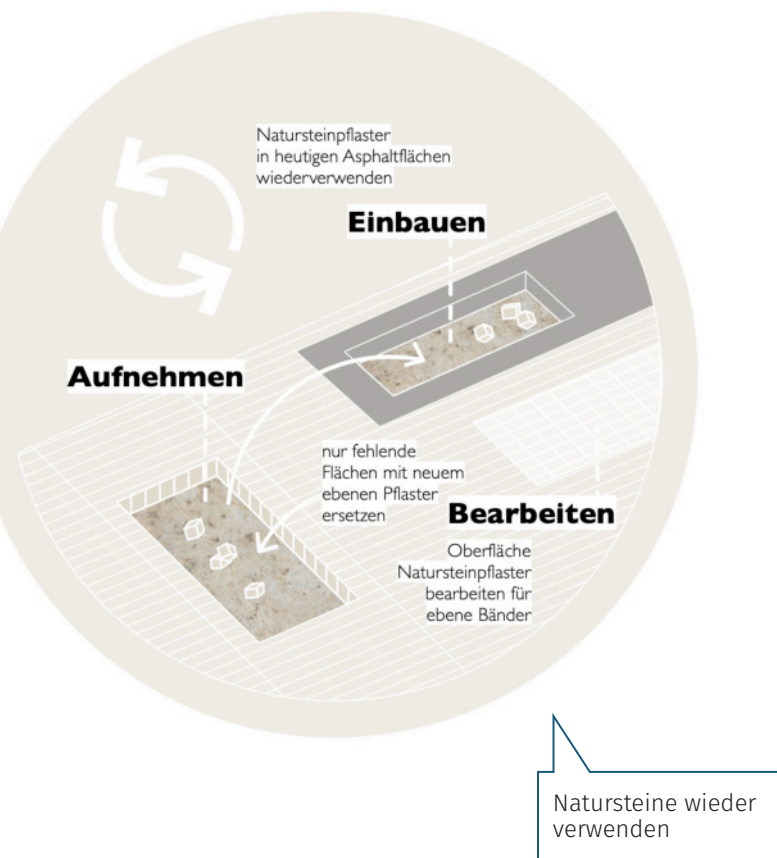 Natursteinpflaster
in heutigen Asphaltflächen
wiederverwenden
Einbauen
Aufnehmen
nur fehlende
Flächen mit neuem
ebenen Pflaster
ersetzen
Bearbeiten
Oberfläche
Natursteinpflaster
bearbeiten für
ebene Bänder
Natursteine wieder
verwenden